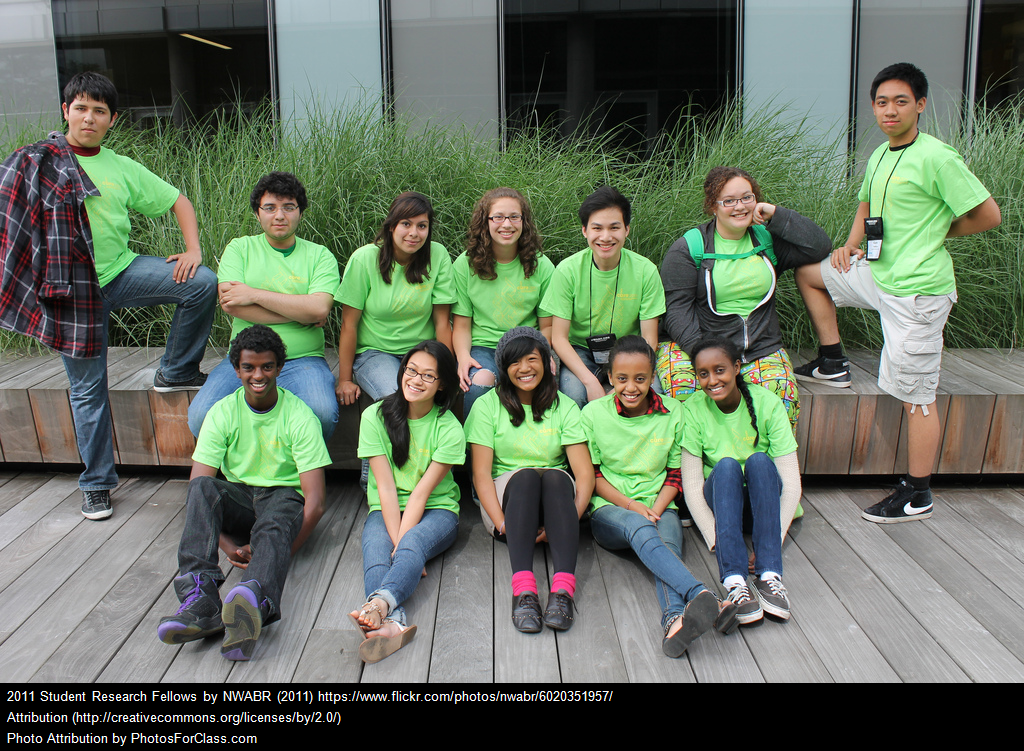 2011 Student Research Fellows by NWABR (2011) https://www.flickr.com/photos/nwabr/6020351957/
Attribution (http://creativecommons.org/licenses/by/2.0/)
Photo Attribution by PhotosForClass.com